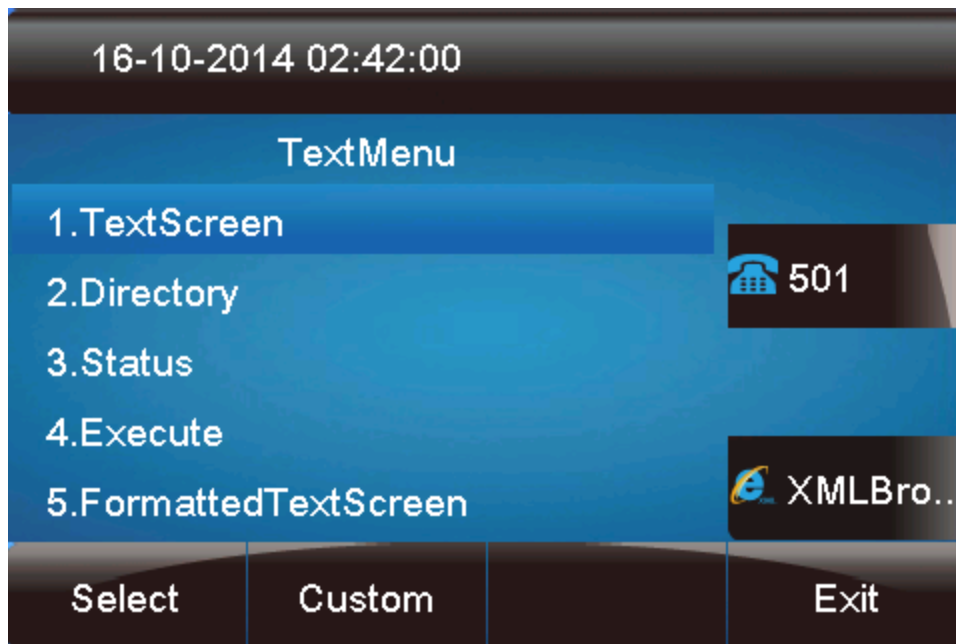 16-10-2014 02:42:00
TextMenu
1.TextScreen
2.Directory
3.Status
4.Execute
5.FormattedTextScreen
501
XMLBro..
Select
Custom
Exit